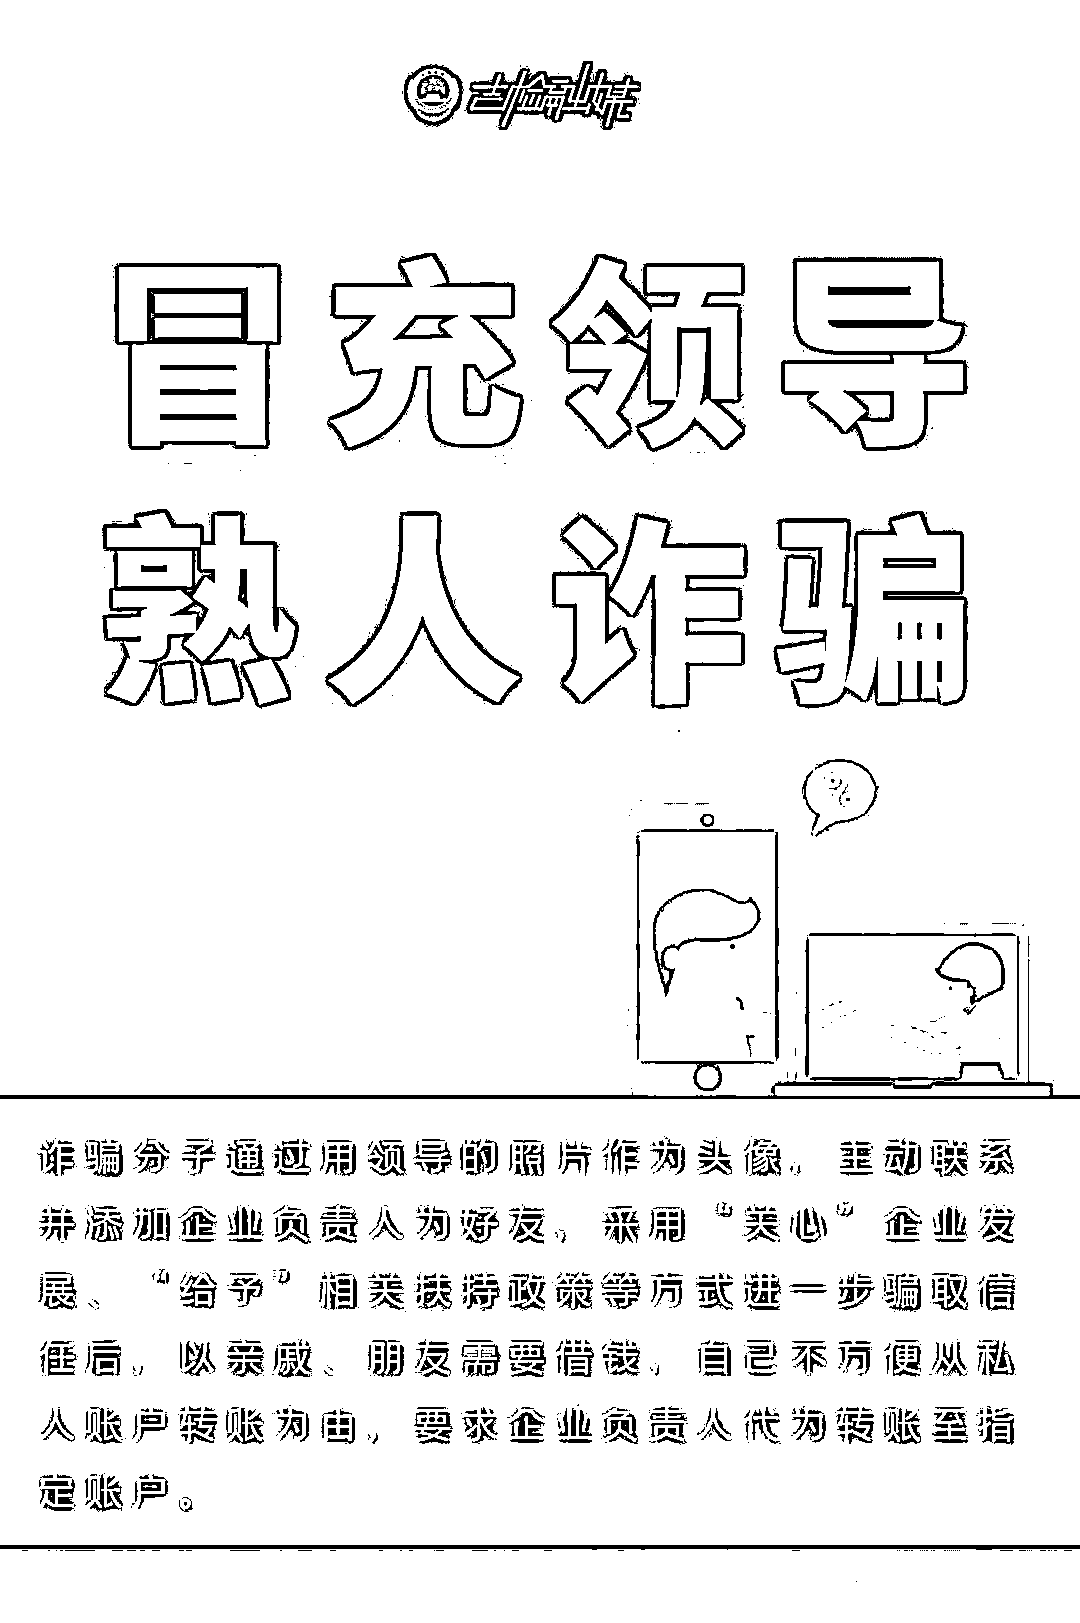 冒充领导
熟人诈骗
诈骗分子通过用领导的照片作为头像，主动联系
并添加企业负责人为好友，采用“关心”企业发
展、“给予”相关扶持政策等方式进一步骗取信
任后，以亲戚、朋友需要借钱，自己不方便从私
人账户转账为由，要求企业负责人代为转账至指
定账户。